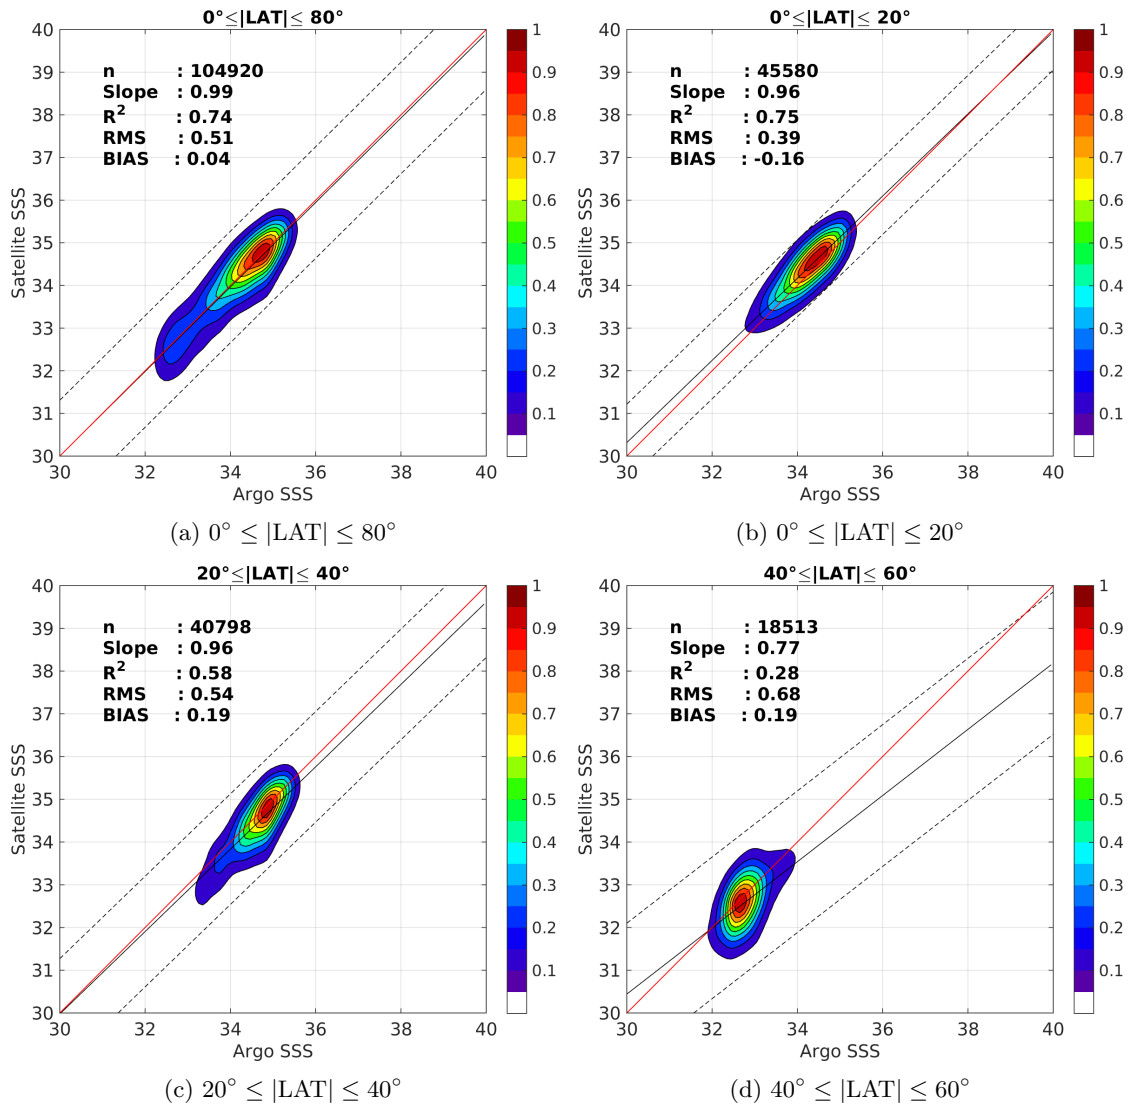 0°≤|LAT|≤ 80°
n : 104920
Slope : 0.99
R² : 0.74
RMS : 0.51
BIAS : 0.04
40
39
38
37
36
35
34
33
32
31
30
Satellite SSS
30 32 34 36 38 40
Argo SSS
1
0.9
0.8
0.7
0.6
0.5
0.4
0.3
0.2
0.1
(a) 0° ≤ |LAT| ≤ 80°
0°≤|LAT|≤ 20°
n : 45580
Slope : 0.96
R² : 0.75
RMS : 0.39
BIAS : -0.16
40
39
38
37
36
35
34
33
32
31
30
Satellite SSS
30 32 34 36 38 40
Argo SSS
1
0.9
0.8
0.7
0.6
0.5
0.4
0.3
0.2
0.1
(b) 0° ≤ |LAT| ≤ 20°
20°≤|LAT|≤ 40°
n : 40798
Slope : 0.96
R² : 0.58
RMS : 0.54
BIAS : 0.19
40
39
38
37
36
35
34
33
32
31
30
Satellite SSS
30 32 34 36 38 40
Argo SSS
1
0.9
0.8
0.7
0.6
0.5
0.4
0.3
0.2
0.1
(c) 20° ≤ |LAT| ≤ 40°
40°≤|LAT|≤ 60°
n : 18513
Slope : 0.77
R² : 0.28
RMS : 0.68
BIAS : 0.19
40
39
38
37
36
35
34
33
32
31
30
Satellite SSS
30 32 34 36 38 40
Argo SSS
1
0.9
0.8
0.7
0.6
0.5
0.4
0.3
0.2
0.1
(d) 40° ≤ |LAT| ≤ 60°